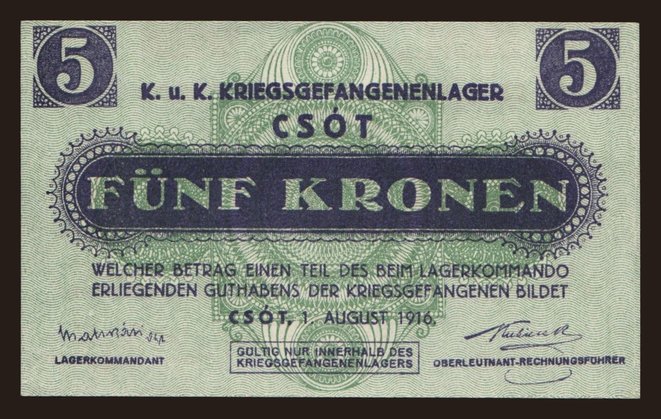 5 5
K. u. K. KRIEGSGEFANGENENLAGER
CSÓT
FÜNF KRONEN
WELCHER BETRAG EINEN TEIL DES BEIM LAGERKOMMANDO
ERLIEGENDEN GUTHABENS DER KRIEGSGEFANGENEN BILDET
CSÓT, 1. AUGUST 1916.
LAGERKOMMANDANT
GÜLTIG NUR INNERHALB DES
KRIEGSGEFANGENENLAGERS
OBERLEUTNANT-RECHNUNGSFÜHRER